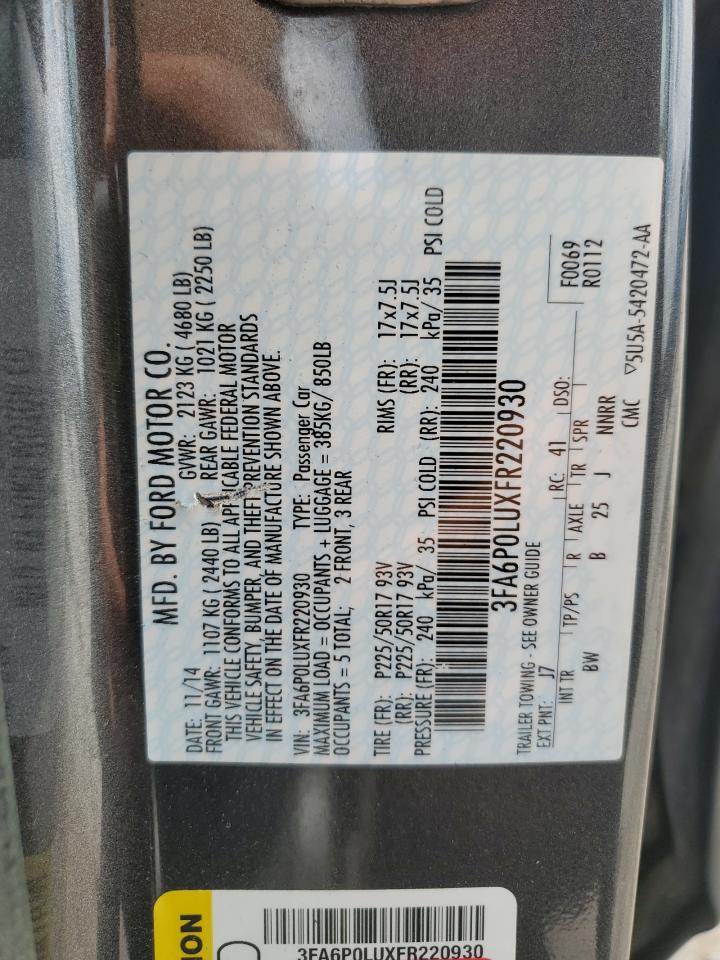 MFD. BY FORD MOTOR CO.
DATE: 11/14 GVWR: 2123 KG ( 4680 LB)
FRONT GAWR: 1107 KG ( 2440 LB) REAR GAWR: 1021 KG ( 2250 LB)
THIS VEHICLE CONFORMS TO ALL APPLICABLE FEDERAL MOTOR
VEHICLE SAFETY, BUMPER, AND THEFT PREVENTION STANDARDS
IN EFFECT ON THE DATE OF MANUFACTURE SHOWN ABOVE.
VIN: 3FA6P0LUXFR220930 TYPE: Passenger Car
MAXIMUM LOAD = OCCUPANTS + LUGGAGE = 385KG/ 850LB
OCCUPANTS = 5 TOTAL; 2 FRONT, 3 REAR
TIRE (FR): P225/50R17 93V RIMS (FR): 17x7.5J
(RR): P225/50R17 93V (RR): 17x7.5J
PRESSURE (FR): 240 kPa/ 35 PSI COLD (RR): 240 kPa/ 35 PSI COLD
3FA6P0LUXFR220930
TRAILER TOWING - SEE OWNER GUIDE
EXT PNT: J7 RC: 41 DSO: F0069
R0112
INT TR TP/PS R AXLE TR SPR
BW B 25 J NNRR
CMC ▽5U5A-5420472-AA
ION
3FA6P0LUXFR220930